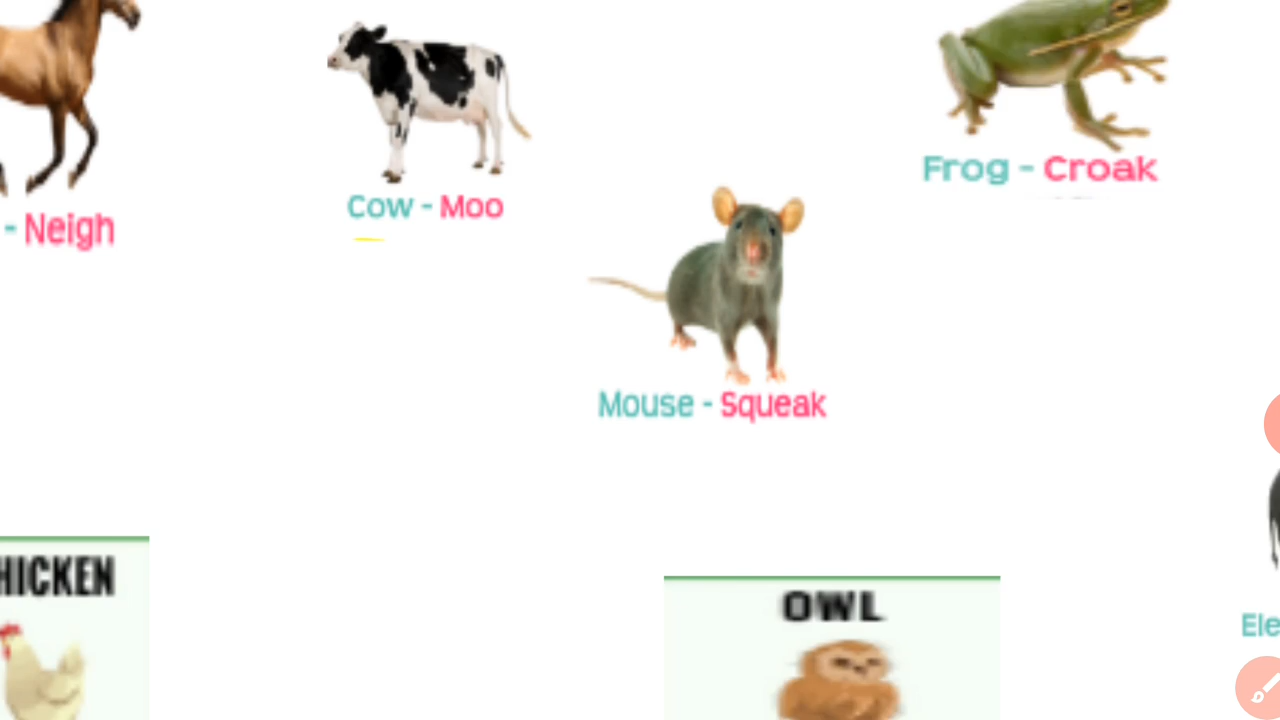 Frog - Croak
Cow - Moo
- Neigh
Mouse - Squeak
HICKEN
OWL
Ele